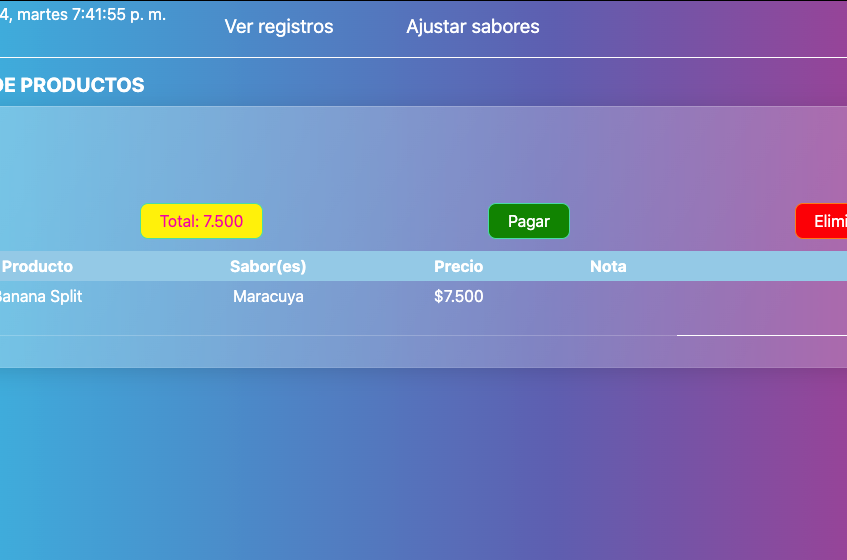 4, martes 7:41:55 p. m.
Ver registros
Ajustar sabores
DE PRODUCTOS
Total: 7.500
Pagar
Elimi
Producto Sabor(es) Precio Nota
Banana Split Maracuya $7.500